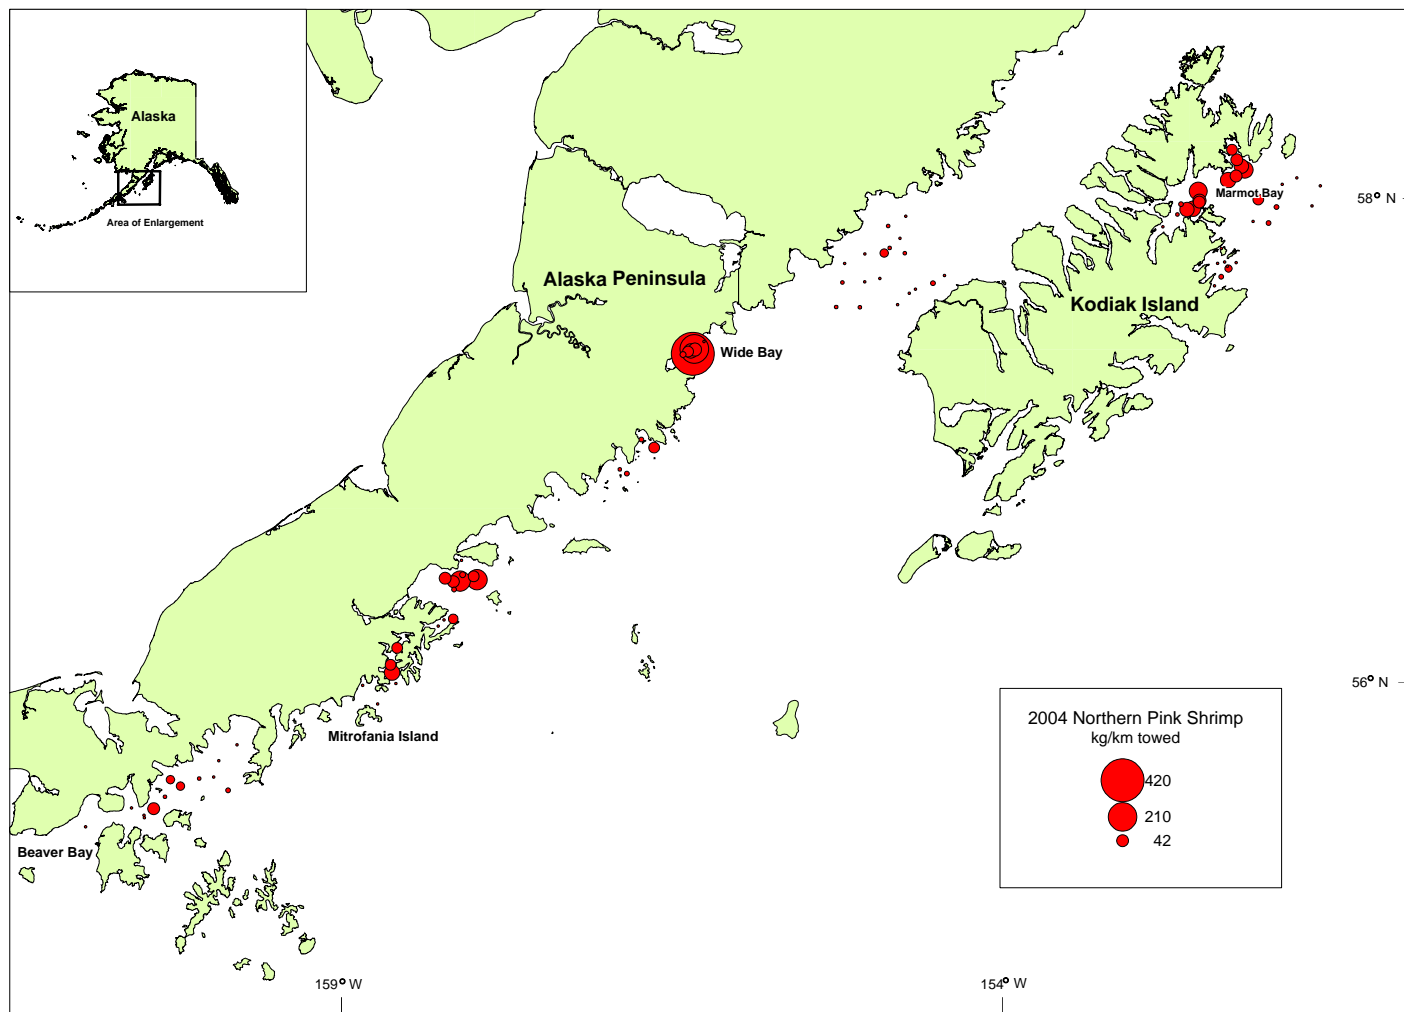 Alaska
Area of Enlargement
Marmot Bay
58° N
Alaska Peninsula
Kodiak Island
Wide Bay
56° N
2004 Northern Pink Shrimp
kg/km towed
420
210
42
Mitrofania Island
Beaver Bay
159° W
154° W